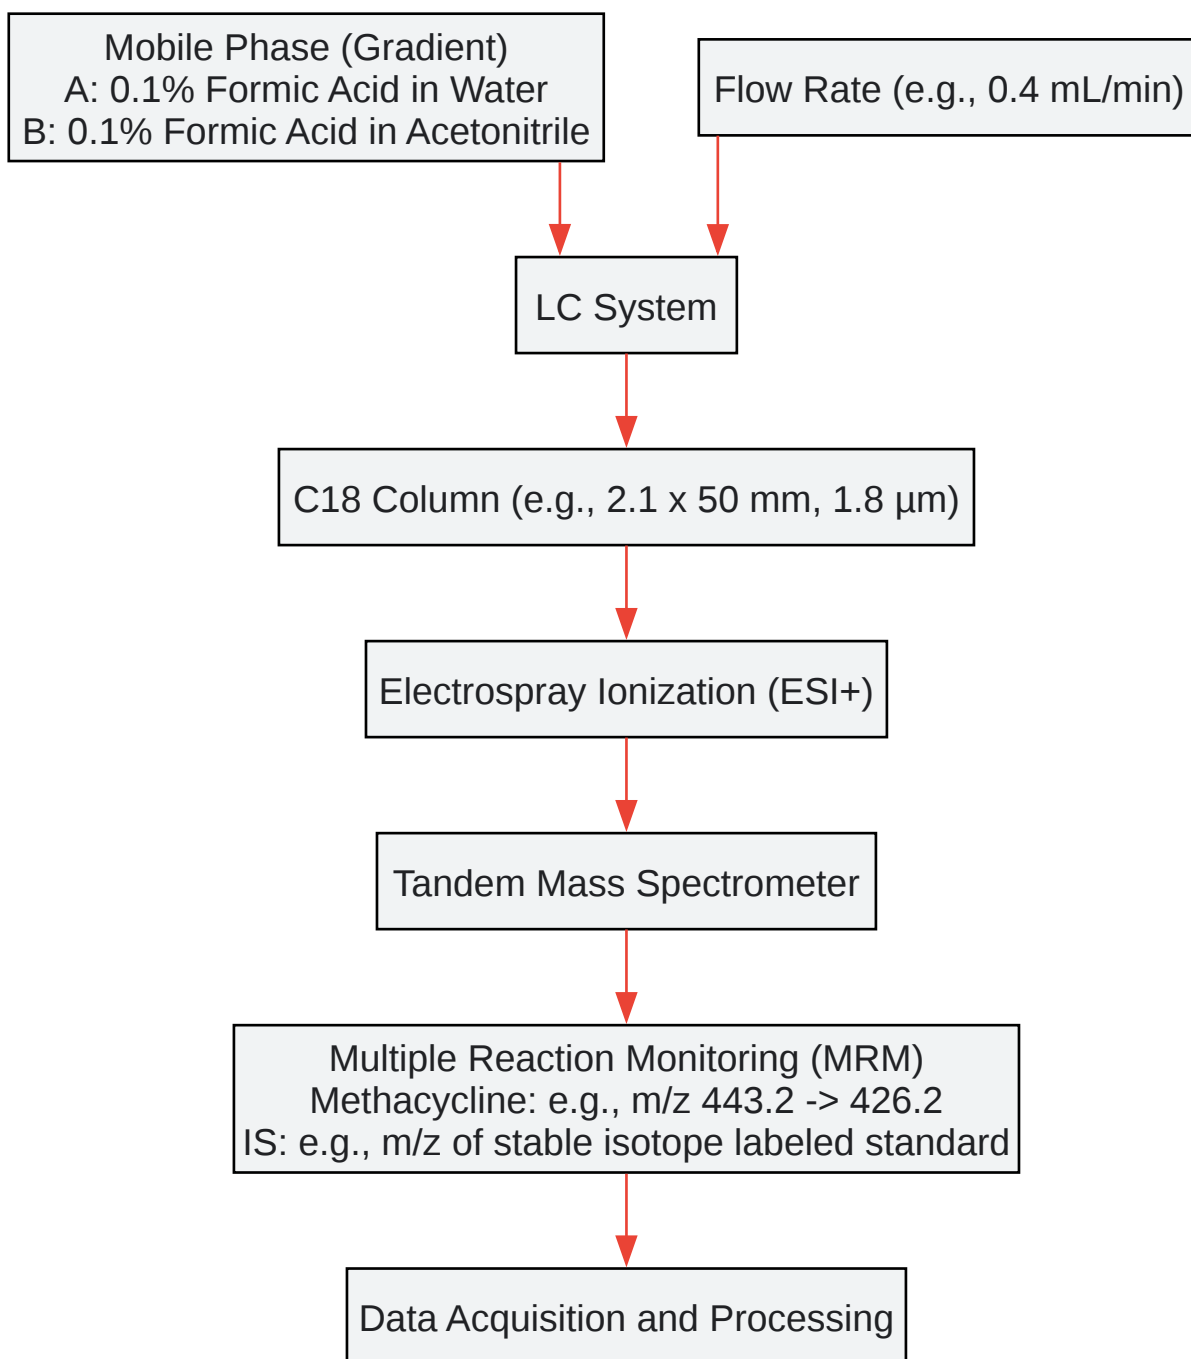 Mobile Phase (Gradient)
A: 0.1% Formic Acid in Water
B: 0.1% Formic Acid in Acetonitrile
Flow Rate (e.g., 0.4 mL/min)
LC System
C18 Column (e.g., 2.1 x 50 mm, 1.8 µm)
Electrospray Ionization (ESI+)
Tandem Mass Spectrometer
Multiple Reaction Monitoring (MRM)
Methacycline: e.g., m/z 443.2 -> 426.2
IS: e.g., m/z of stable isotope labeled standard
Data Acquisition and Processing